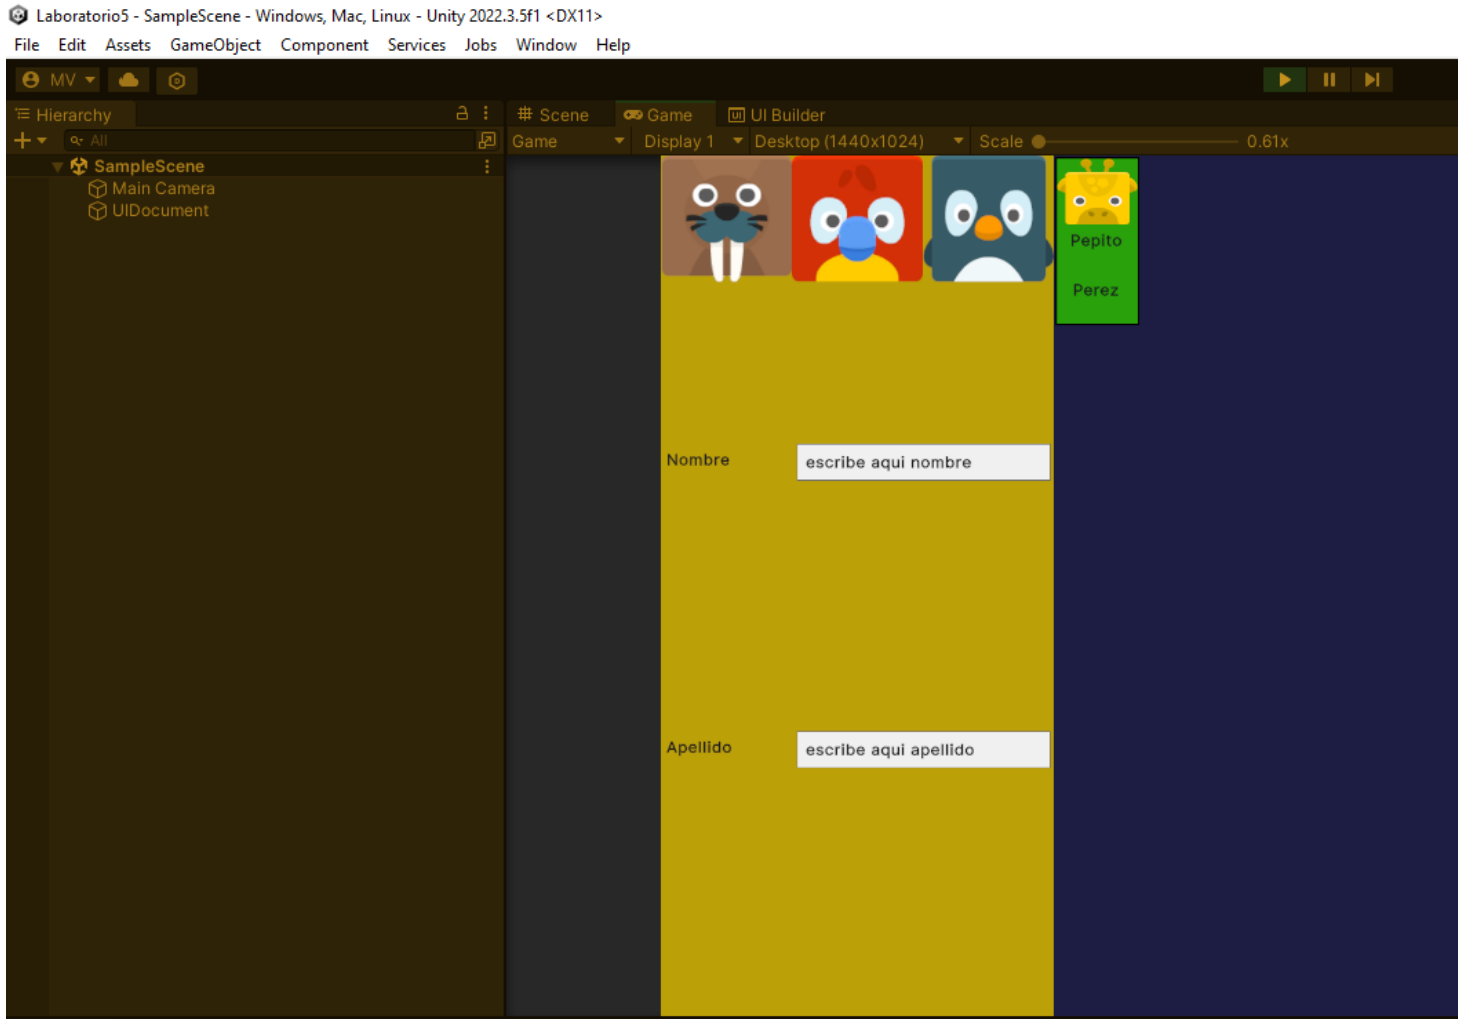 Laboratorio5 - SampleScene - Windows, Mac, Linux - Unity 2022.3.5f1 <DX11>
File Edit Assets GameObject Component Services Jobs Window Help
MV
Hierarchy
All
SampleScene
Main Camera
UIDocument
Scene Game UI Builder
Game Display 1 Desktop (1440x1024) Scale 0.61x
Pepito
Perez
Nombre escribe aqui nombre
Apellido escribe aqui apellido